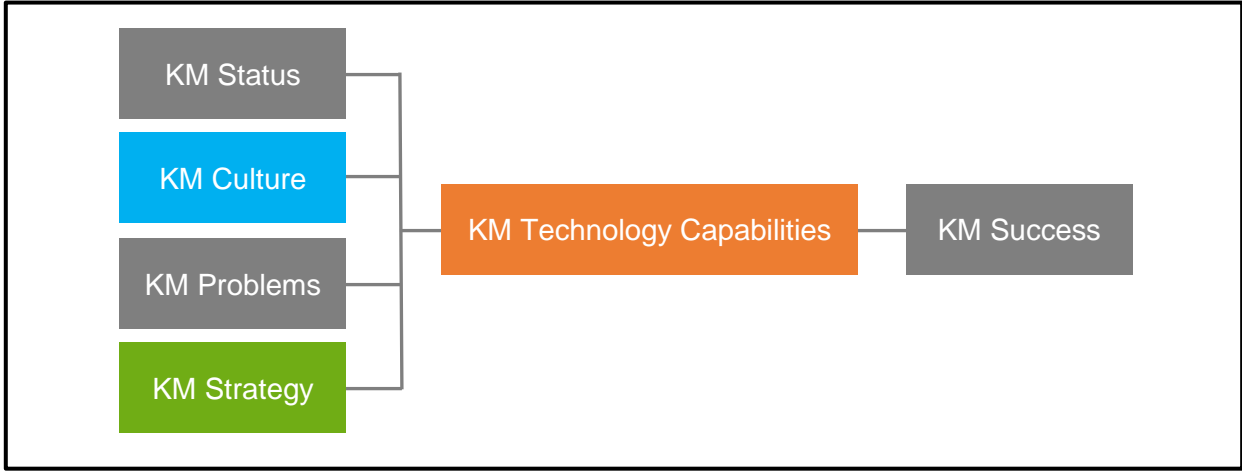 KM Status
KM Culture
KM Problems
KM Strategy
KM Technology Capabilities
KM Success